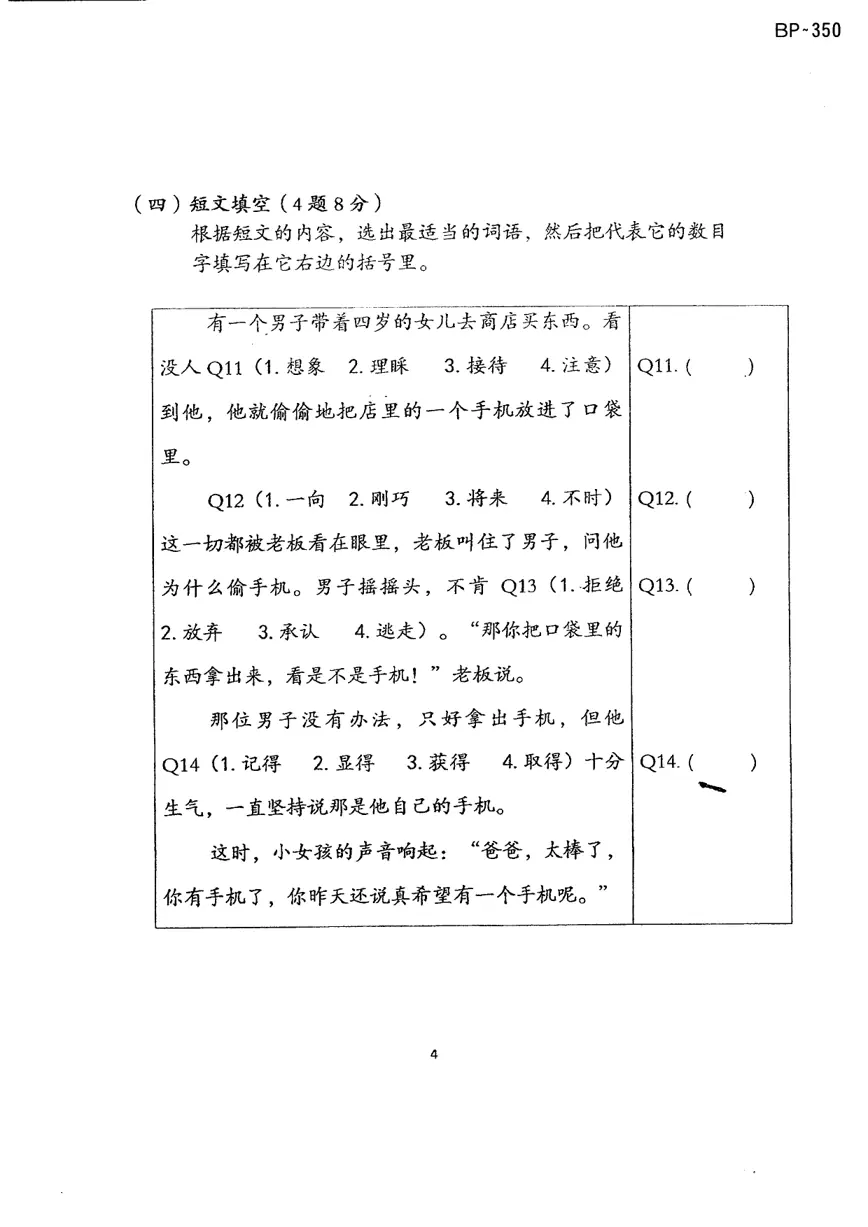 BP~350
（四）短文填空（4题8分）
根据短文的内容，选出最适当的词语，然后把代表它的数目
字填写在它右边的括号里。
有一个男子带着四岁的女儿去商店买东西。看
没人 Q11（1. 想象 2. 理睬 3. 接待 4. 注意） Q11. ( )
到他，他就偷偷地把店里的一个手机放进了口袋
里。
Q12（1. 一向 2. 刚巧 3. 将来 4. 不时） Q12. ( )
这一切都被老板看在眼里，老板叫住了男子，问他
为什么偷手机。男子摇摇头，不肯 Q13（1. 拒绝 Q13. ( )
2. 放弃 3. 承认 4. 逃走）。“那你把口袋里的
东西拿出来，看是不是手机！”老板说。
那位男子没有办法，只好拿出手机，但他
Q14（1. 记得 2. 显得 3. 获得 4. 取得）十分 Q14. ( )
生气，一直坚持说那是他自己的手机。
这时，小女孩的声音响起：“爸爸，太棒了，
你有手机了，你昨天还说真希望有一个手机呢。”
4